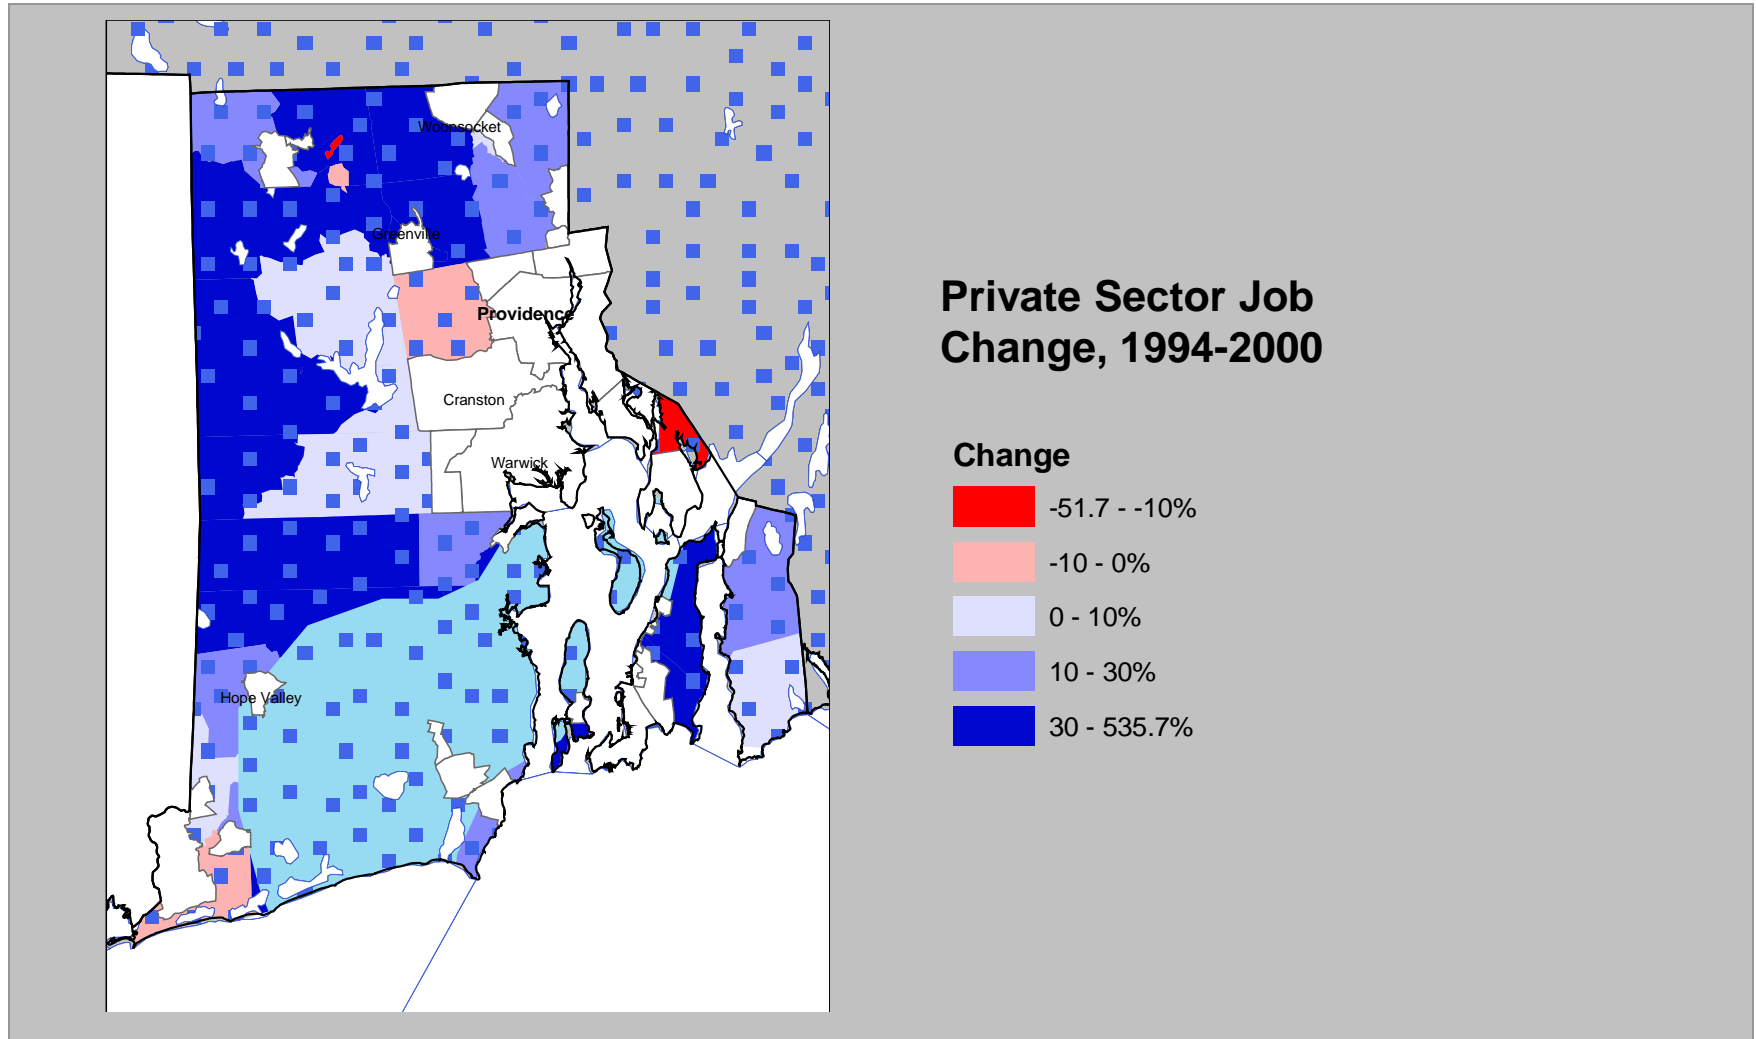 Woonsocket
Greenville
Providence
Cranston
Warwick
Hope Valley
Private Sector Job
Change, 1994-2000
Change
-51.7 - -10%
-10 - 0%
0 - 10%
10 - 30%
30 - 535.7%